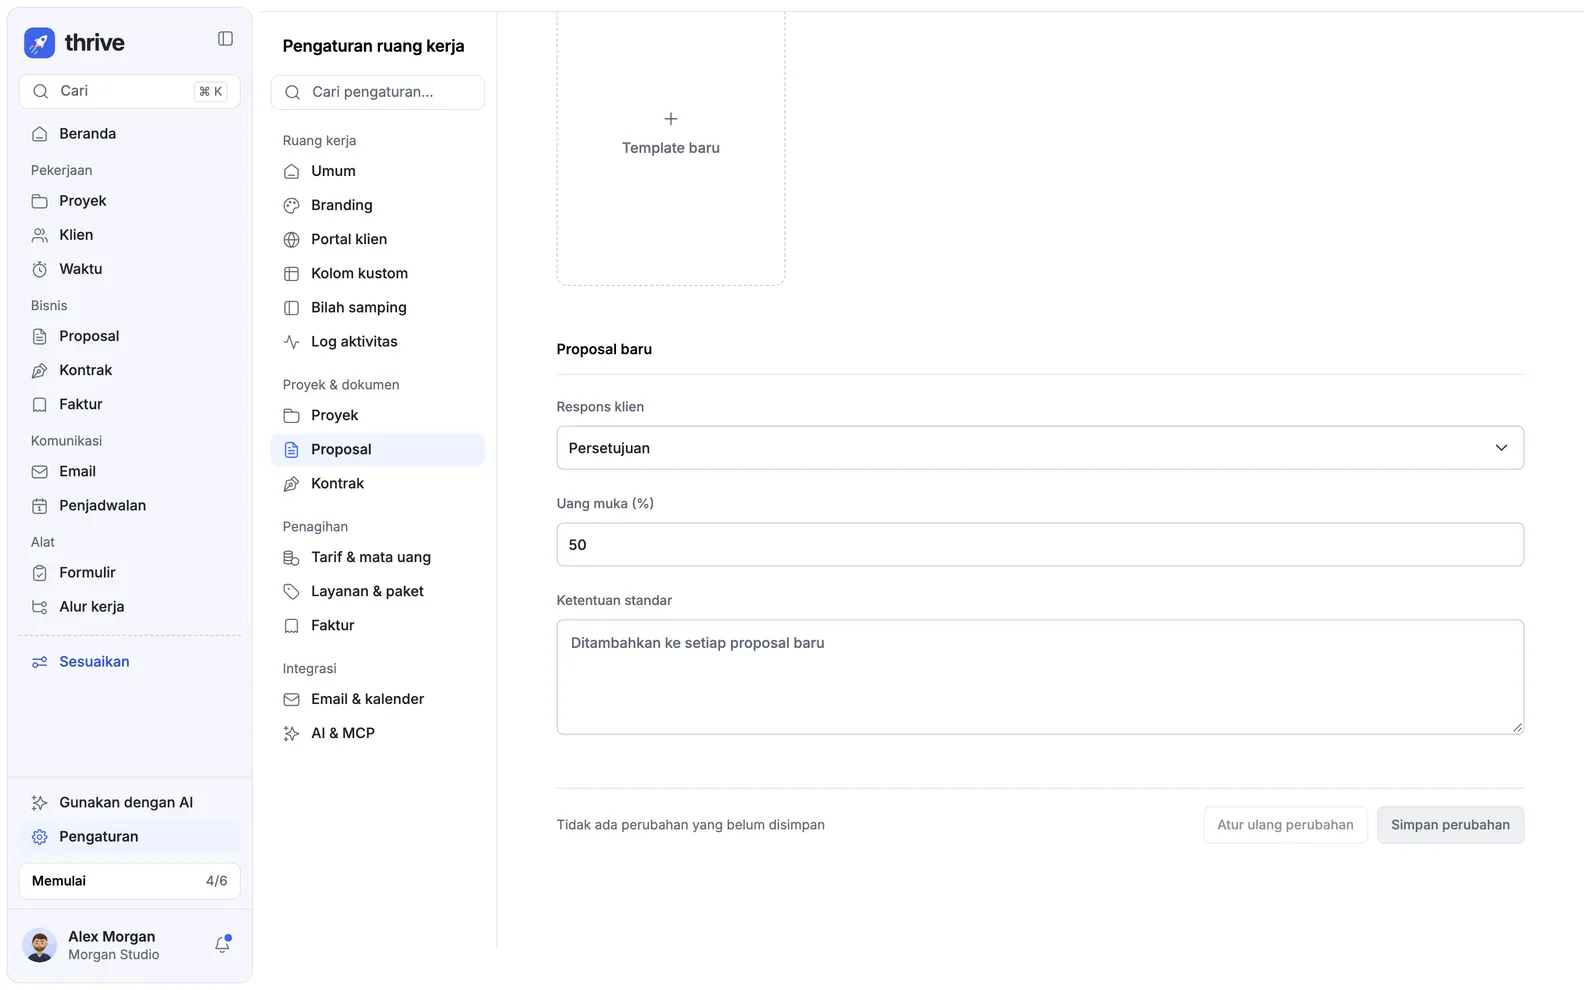 thrive
Cari
⌘ K
Beranda
Pekerjaan
Proyek
Klien
Waktu
Bisnis
Proposal
Kontrak
Faktur
Komunikasi
Email
Penjadwalan
Alat
Formulir
Alur kerja
Sesuaikan
Gunakan dengan AI
Pengaturan
Memulai 4/6
Alex Morgan
Morgan Studio
Pengaturan ruang kerja
Cari pengaturan...
Ruang kerja
Umum
Branding
Portal klien
Kolom kustom
Bilah samping
Log aktivitas
Proyek & dokumen
Proyek
Proposal
Kontrak
Penagihan
Tarif & mata uang
Layanan & paket
Faktur
Integrasi
Email & kalender
AI & MCP
Template baru
Proposal baru
Respons klien
Persetujuan
Uang muka (%)
50
Ketentuan standar
Ditambahkan ke setiap proposal baru
Tidak ada perubahan yang belum disimpan
Atur ulang perubahan
Simpan perubahan